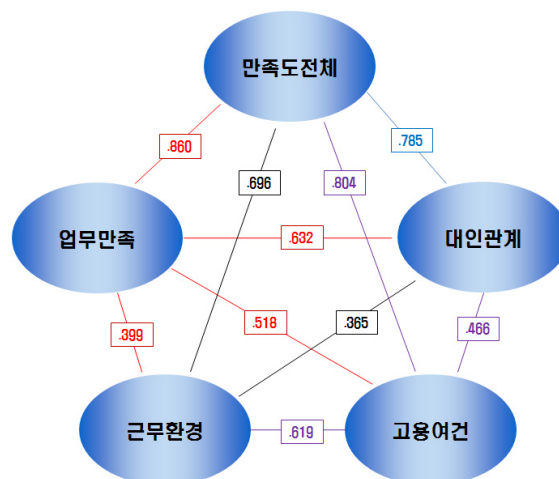 만족도전체
.860
.785
.696
.804
업무만족
.632
대인관계
.399
.518
.365
.466
근무환경
.619
고용여건